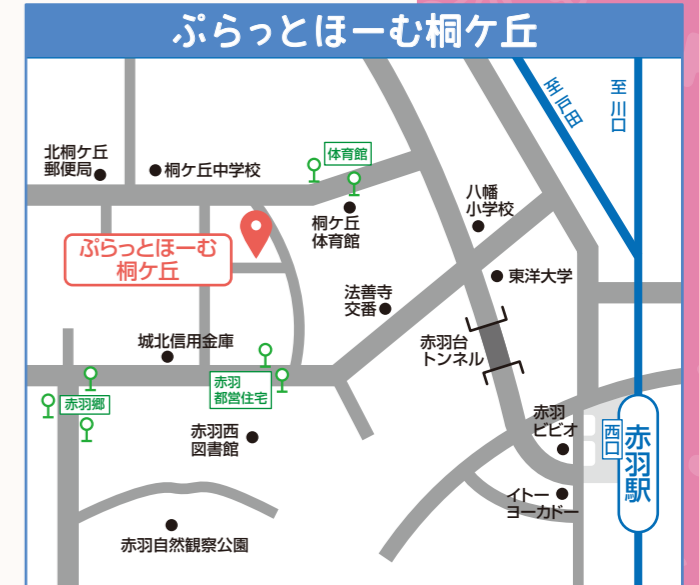 ぷらっとほーむ桐ケ丘
至 戸田
至 川口
北桐ケ丘
郵便局
桐ケ丘中学校
体育館
八幡
小学校
桐ケ丘
体育館
ぷらっとほーむ
桐ケ丘
東洋大学
法善寺
交番
城北信用金庫
赤羽台
トンネル
赤羽
都営住宅
赤羽郷
赤羽西
図書館
赤羽
ビビオ
西口
赤羽駅
イトー
ヨーカドー
赤羽自然観察公園